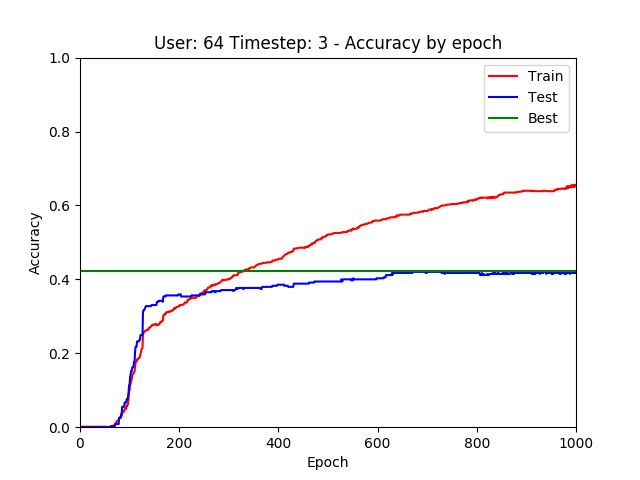 User: 64 Timestep: 3 - Accuracy by epoch
1.0
0.8
0.6
0.4
0.2
0.0
Accuracy
Train
Test
Best
0 200 400 600 800 1000
Epoch